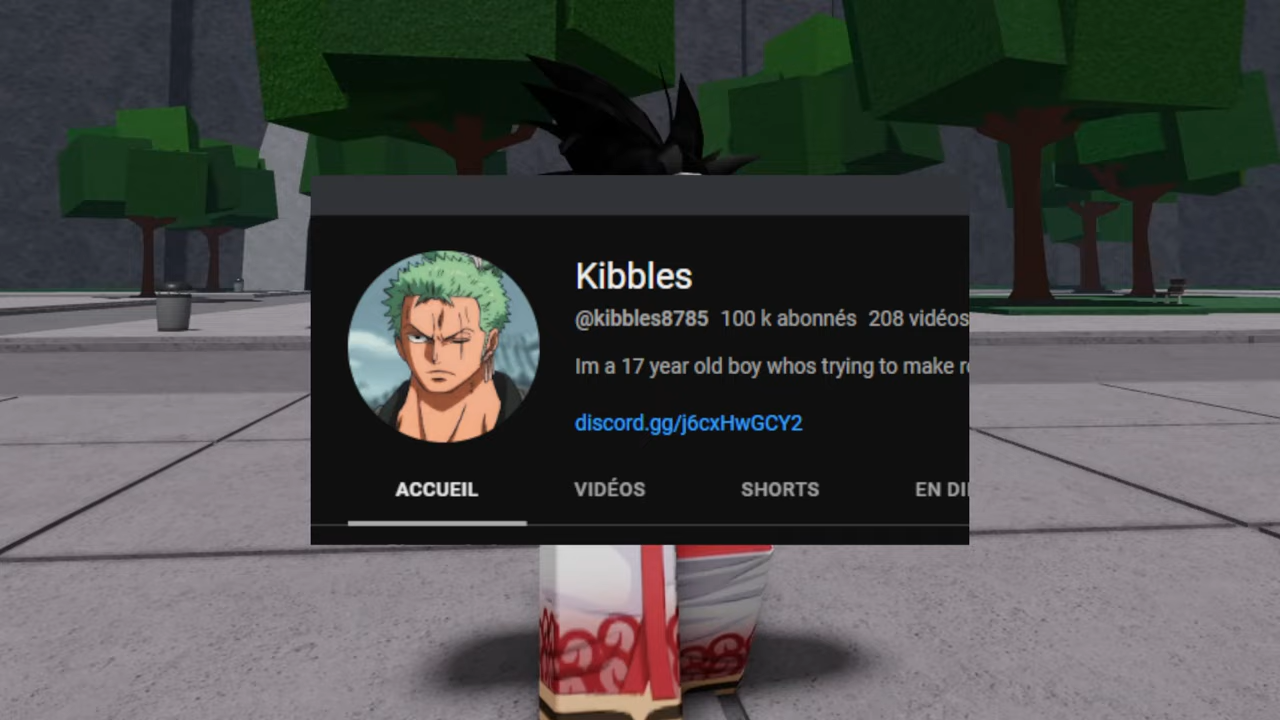 Kibbles
@kibbles8785 100 k abonnés 208 vidéos
Im a 17 year old boy whos trying to make
discord.gg/j6cxHwGCY2
ACCUEIL VIDÉOS SHORTS EN